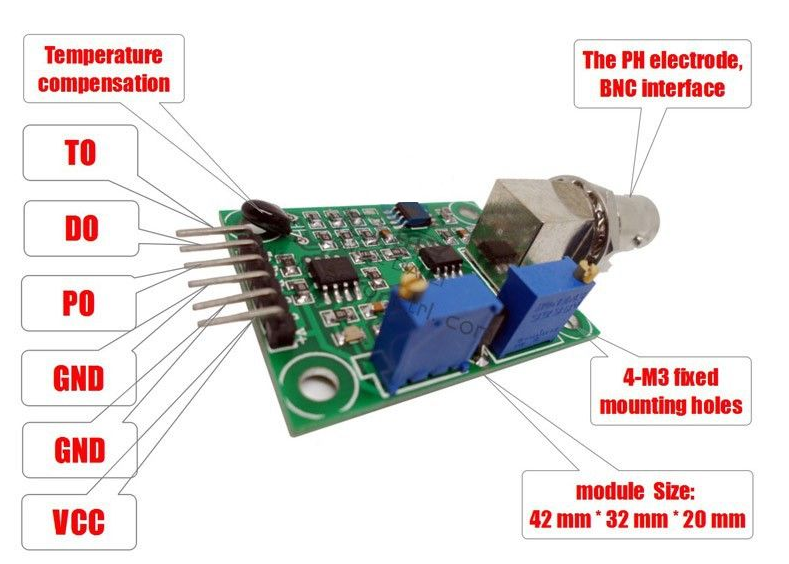 Temperature
compensation
The PH electrode,
BNC interface
TO
DO
PO
GND
GND
VCC
4-M3 fixed
mounting holes
module Size:
42 mm * 32 mm * 20 mm